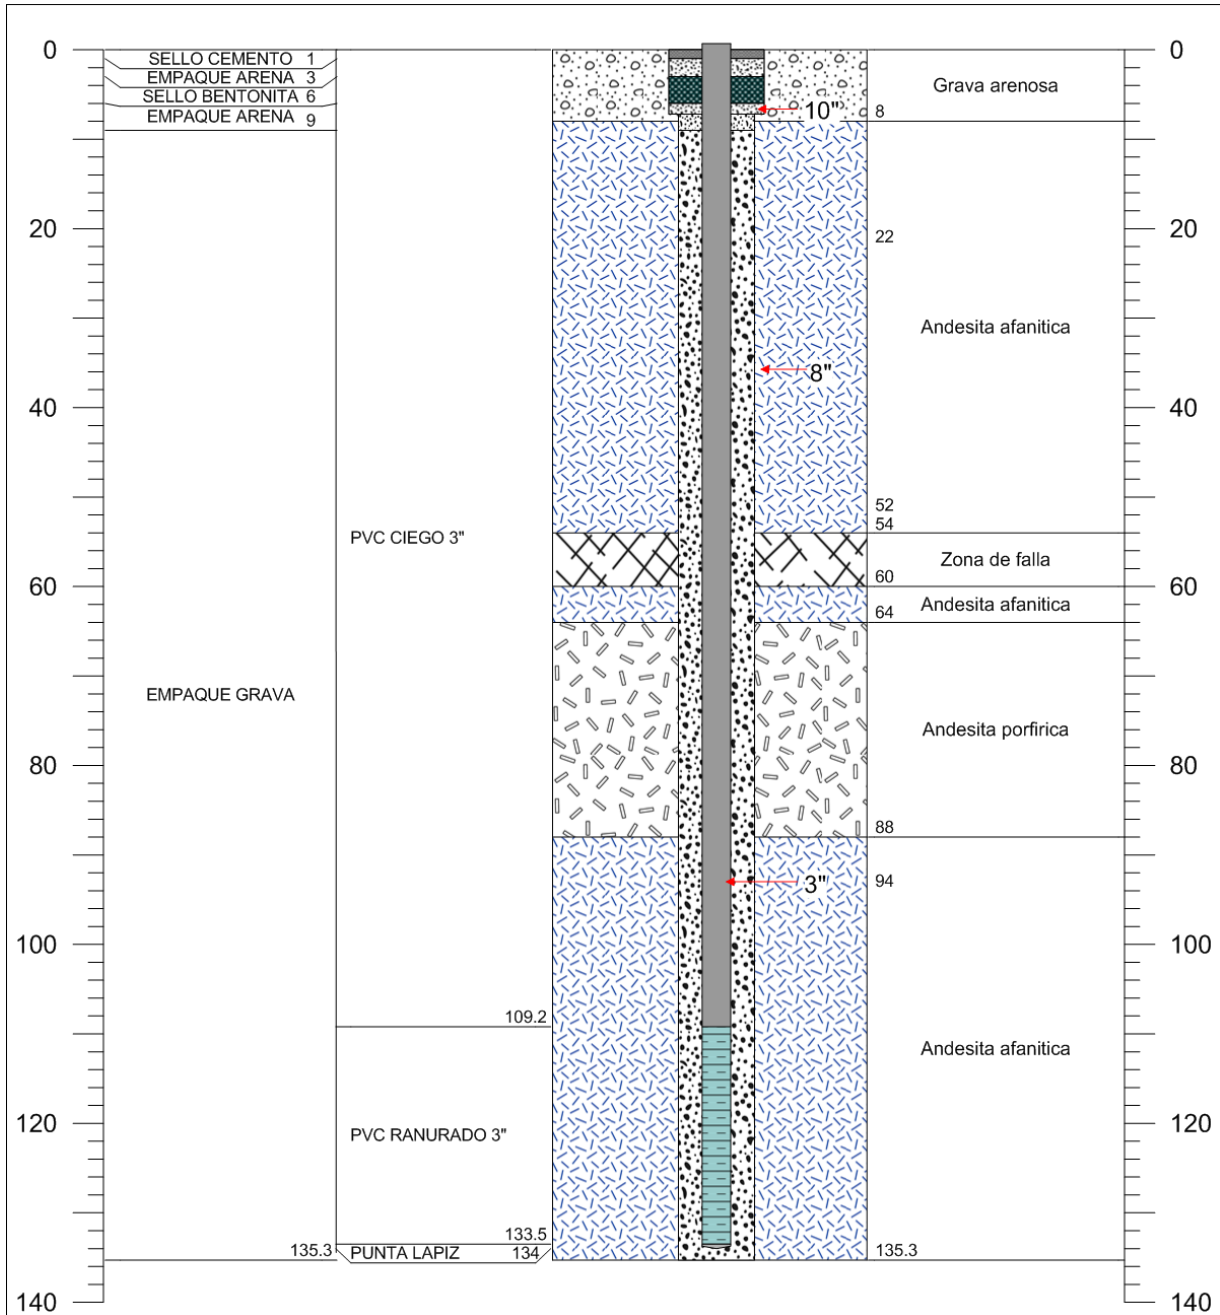 0
20
40
60
80
100
120
140
SELLO CEMENTO 1
EMPAQUE ARENA 3
SELLO BENTONITA 6
EMPAQUE ARENA 9
EMPAQUE GRAVA
135.3
PVC CIEGO 3"
109.2
PVC RANURADO 3"
133.5
PUNTA LAPIZ 134
10"
8"
3"
Grava arenosa
8
22
Andesita afanitica
52
54
Zona de falla
60
Andesita afanitica
64
Andesita porfirica
88
94
Andesita afanitica
135.3
0
20
40
60
80
100
120
140